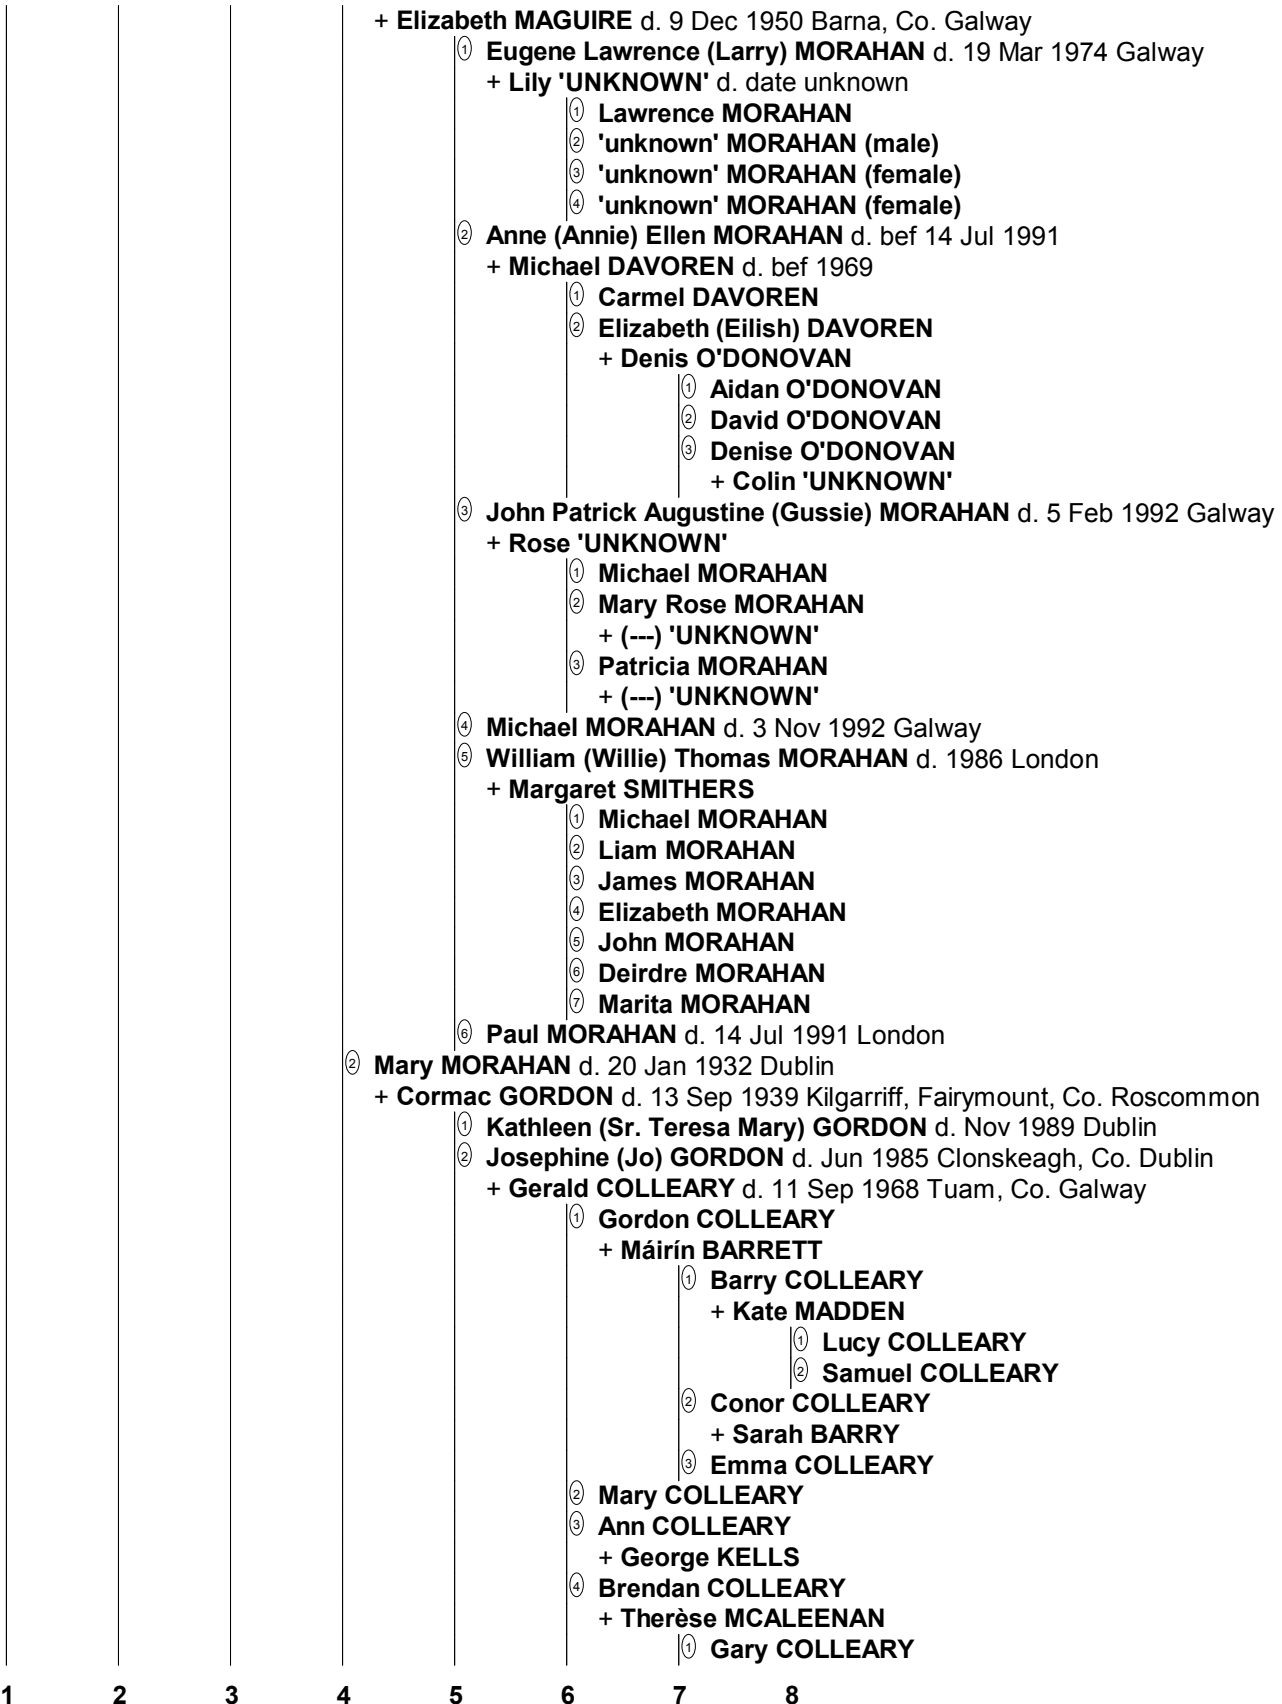 + Elizabeth MAGUIRE d. 9 Dec 1950 Barna, Co. Galway
1 Eugene Lawrence (Larry) MORAHAN d. 19 Mar 1974 Galway
+ Lily 'UNKNOWN' d. date unknown
1 Lawrence MORAHAN
2 'unknown' MORAHAN (male)
3 'unknown' MORAHAN (female)
4 'unknown' MORAHAN (female)
2 Anne (Annie) Ellen MORAHAN d. bef 14 Jul 1991
+ Michael DAVOREN d. bef 1969
1 Carmel DAVOREN
2 Elizabeth (Eilish) DAVOREN
+ Denis O'DONOVAN
1 Aidan O'DONOVAN
2 David O'DONOVAN
3 Denise O'DONOVAN
+ Colin 'UNKNOWN'
3 John Patrick Augustine (Gussie) MORAHAN d. 5 Feb 1992 Galway
+ Rose 'UNKNOWN'
1 Michael MORAHAN
2 Mary Rose MORAHAN
+ (---) 'UNKNOWN'
3 Patricia MORAHAN
+ (---) 'UNKNOWN'
4 Michael MORAHAN d. 3 Nov 1992 Galway
5 William (Willie) Thomas MORAHAN d. 1986 London
+ Margaret SMITHERS
1 Michael MORAHAN
2 Liam MORAHAN
3 James MORAHAN
4 Elizabeth MORAHAN
5 John MORAHAN
6 Deirdre MORAHAN
7 Marita MORAHAN
6 Paul MORAHAN d. 14 Jul 1991 London
2 Mary MORAHAN d. 20 Jan 1932 Dublin
+ Cormac GORDON d. 13 Sep 1939 Kilgarriff, Fairymount, Co. Roscommon
1 Kathleen (Sr. Teresa Mary) GORDON d. Nov 1989 Dublin
2 Josephine (Jo) GORDON d. Jun 1985 Clonskeagh, Co. Dublin
+ Gerald COLLEARY d. 11 Sep 1968 Tuam, Co. Galway
1 Gordon COLLEARY
+ Máirín BARRETT
1 Barry COLLEARY
+ Kate MADDEN
1 Lucy COLLEARY
2 Samuel COLLEARY
2 Conor COLLEARY
+ Sarah BARRY
3 Emma COLLEARY
2 Mary COLLEARY
3 Ann COLLEARY
+ George KELLS
4 Brendan COLLEARY
+ Therèse MCALEENAN
1 Gary COLLEARY
1 2 3 4 5 6 7 8